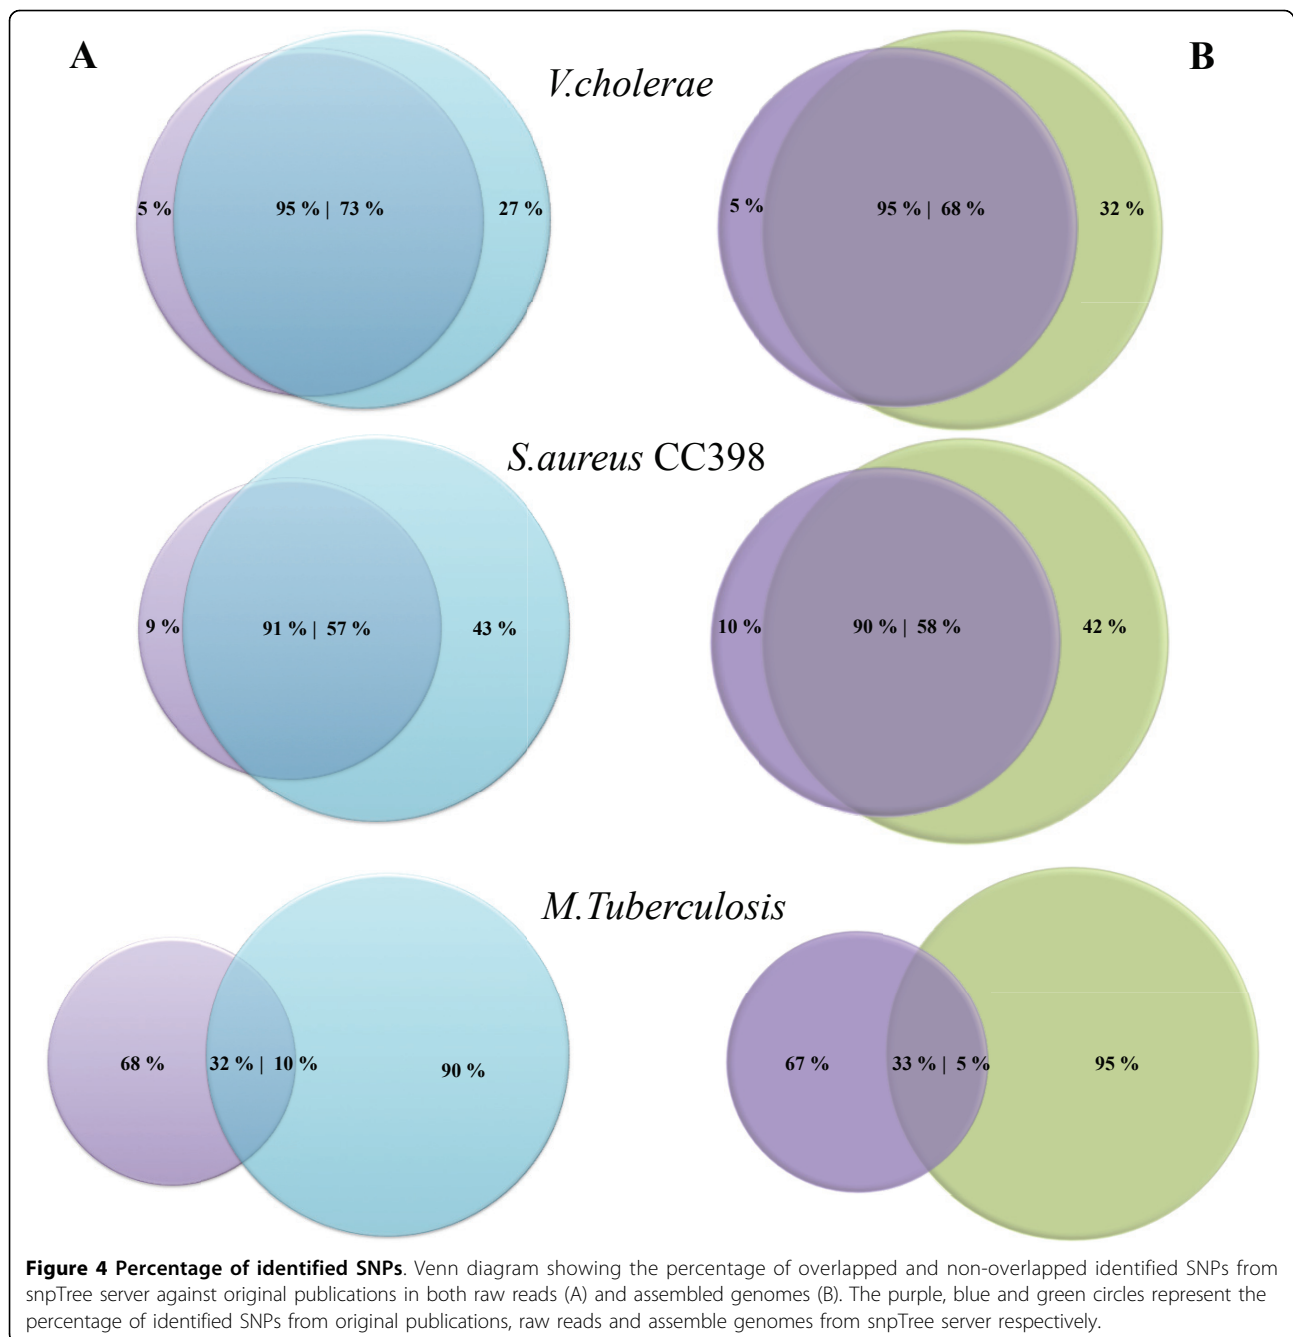 A
B
V.cholerae
5 %
95 % | 73 %
27 %
5 %
95 % | 68 %
32 %
S.aureus CC398
9 %
91 % | 57 %
43 %
10 %
90 % | 58 %
42 %
M.Tuberculosis
68 %
32 % | 10 %
90 %
67 %
33 % | 5 %
95 %
Figure 4 Percentage of identified SNPs. Venn diagram showing the percentage of overlapped and non-overlapped identified SNPs from
snpTree server against original publications in both raw reads (A) and assembled genomes (B). The purple, blue and green circles represent the
percentage of identified SNPs from original publications, raw reads and assemble genomes from snpTree server respectively.